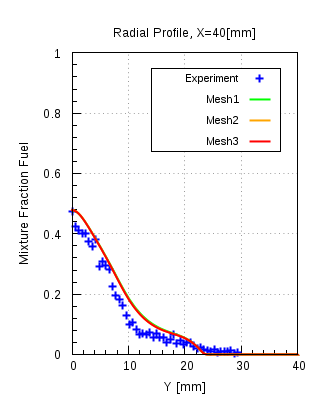 Radial Profile, X=40[mm]
1
0.8
0.6
0.4
0.2
0
Mixture Fraction Fuel
Experiment
Mesh1
Mesh2
Mesh3
0 10 20 30 40
Y [mm]